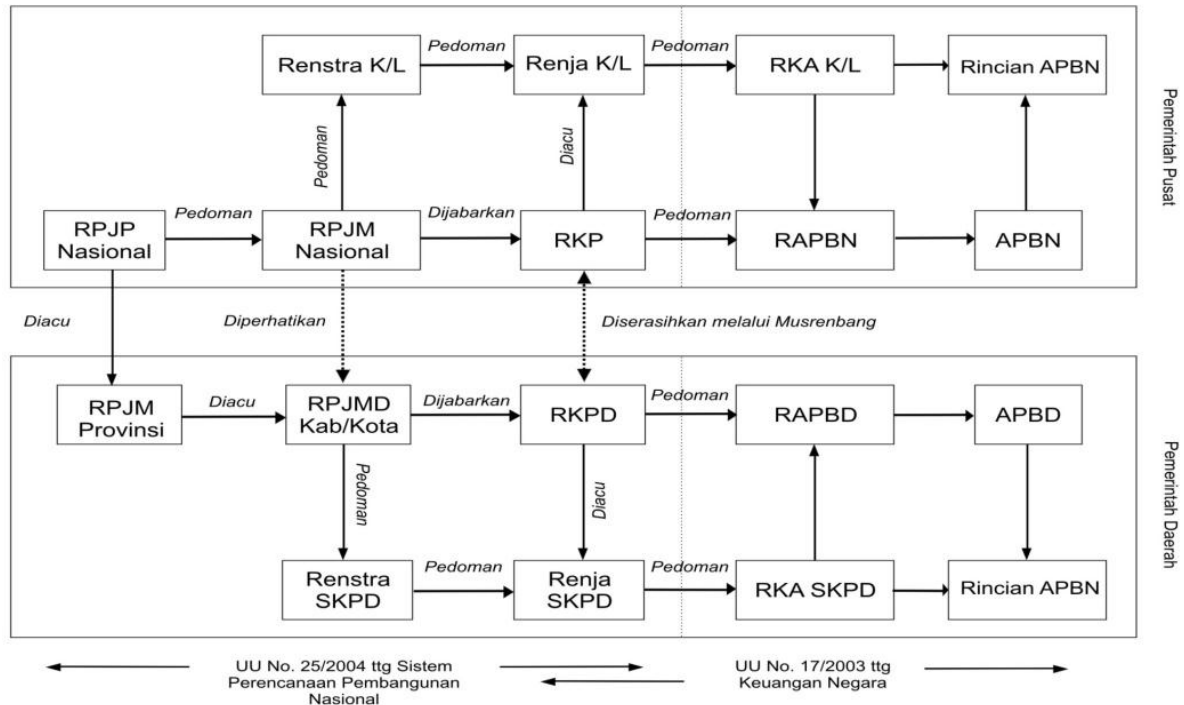 Pedoman
Pedoman
Renstra K/L
Renja K/L
RKA K/L
Rincian APBN
Pedoman
Diacu
RPJP
Nasional
Pedoman
RPJM
Nasional
Dijabarkan
RKP
Pedoman
RAPBN
APBN
Pemerintah Pusat
Diacu
Diperhatikan
Diserasihkan melalui Musrenbang
RPJM
Provinsi
Diacu
RPJMD
Kab/Kota
Dijabarkan
RKPD
Pedoman
RAPBD
APBD
Pedoman
Diacu
Renstra
SKPD
Pedoman
Renja
SKPD
Pedoman
RKA SKPD
Rincian APBN
Pemerintah Daerah
UU No. 25/2004 ttg Sistem
Perencanaan Pembangunan
Nasional
UU No. 17/2003 ttg
Keuangan Negara